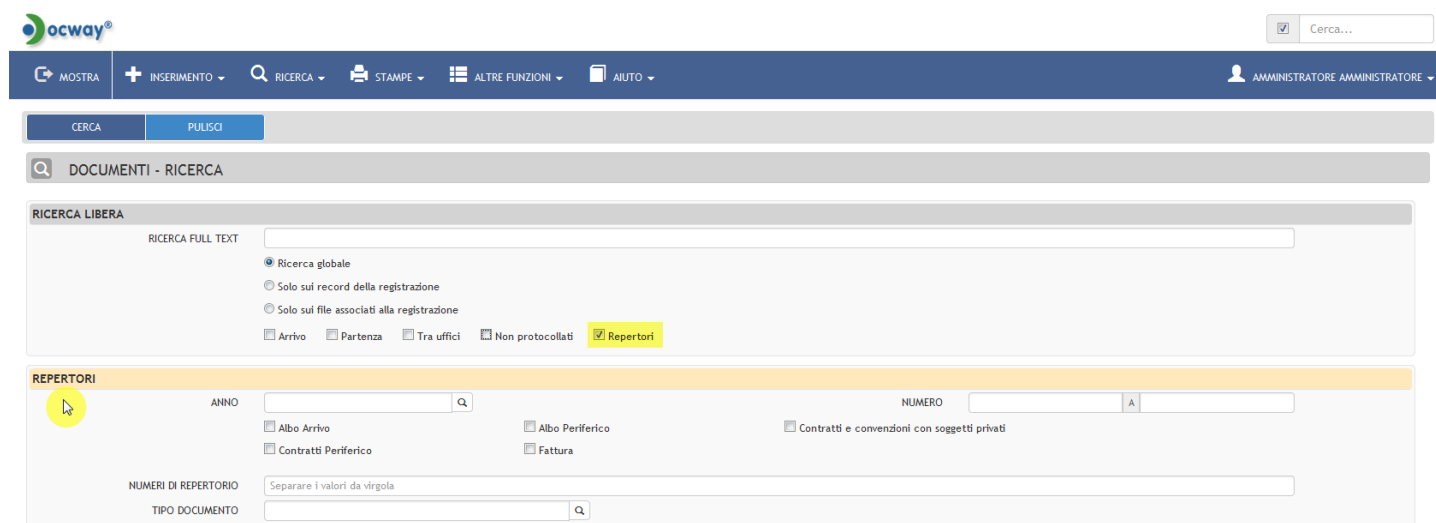 ocway®
Cerca...
MOSTRA INSERIMENTO RICERCA STAMPE ALTRE FUNZIONI AIUTO AMMINISTRATORE AMMINISTRATORE
CERCA PULISCI
DOCUMENTI - RICERCA
RICERCA LIBERA
RICERCA FULL TEXT
Ricerca globale
Solo sui record della registrazione
Solo sui file associati alla registrazione
Arrivo Partenza Tra uffici Non protocollati Repertori
REPERTORI
ANNO NUMERO A
Albo Arrivo Albo Periferico Contratti e convenzioni con soggetti privati
Contratti Periferico Fattura
NUMERI DI REPERTORIO Separare i valori da virgola
TIPO DOCUMENTO